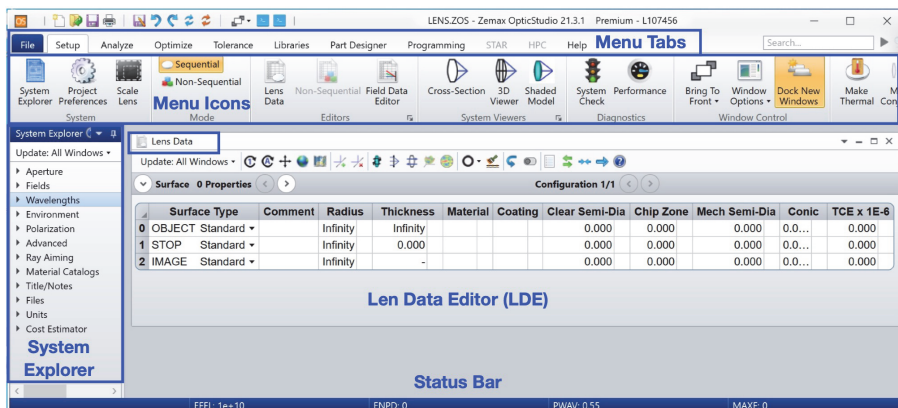 OS LENS.ZOS - Zemax OpticStudio 21.3.1 Premium - L107456
File Setup Analyze Optimize Tolerance Libraries Part Designer Programming STAR HPC Help Menu Tabs Search...
System Explorer Project Preferences Scale Lens
System
Sequential
Non-Sequential
Menu Icons
Mode
Lens Data Non-Sequential Field Data Editor
Editors
Cross-Section 3D Viewer Shaded Model
System Viewers
System Check Performance
Diagnostics
Bring To Front Window Options Dock New Windows
Window Control
Make Thermal
System Explorer
Update: All Windows
Aperture
Fields
Wavelengths
Environment
Polarization
Advanced
Ray Aiming
Material Catalogs
Title/Notes
Files
Units
Cost Estimator
System
Explorer
Lens Data
Update: All Windows
Surface 0 Properties Configuration 1/1
Surface Type Comment Radius Thickness Material Coating Clear Semi-Dia Chip Zone Mech Semi-Dia Conic TCE x 1E-6
0 OBJECT Standard Infinity Infinity 0.000 0.000 0.000 0.0... 0.000
1 STOP Standard Infinity 0.000 0.000 0.000 0.000 0.0... 0.000
2 IMAGE Standard Infinity - 0.000 0.000 0.000 0.0... 0.000
Len Data Editor (LDE)
Status Bar
EFFL: 1e+10 ENPD: 0 PWAV: 0.55 MAXF: 0